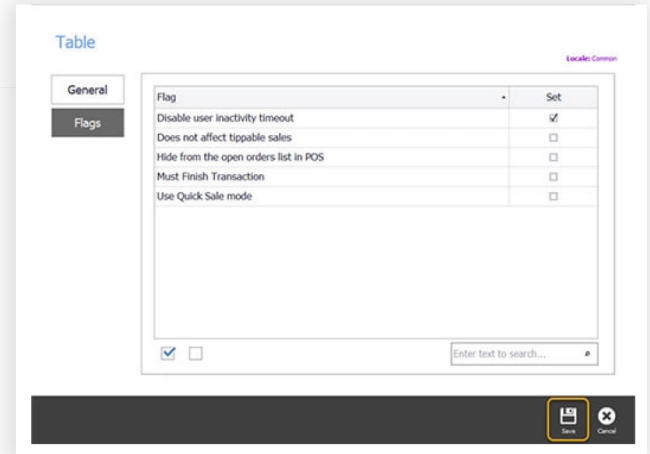 Table
Locale: Common
General
Flags
Flag Set
Disable user inactivity timeout
Does not affect tippable sales
Hide from the open orders list in POS
Must Finish Transaction
Use Quick Sale mode
Enter text to search...
Save Cancel